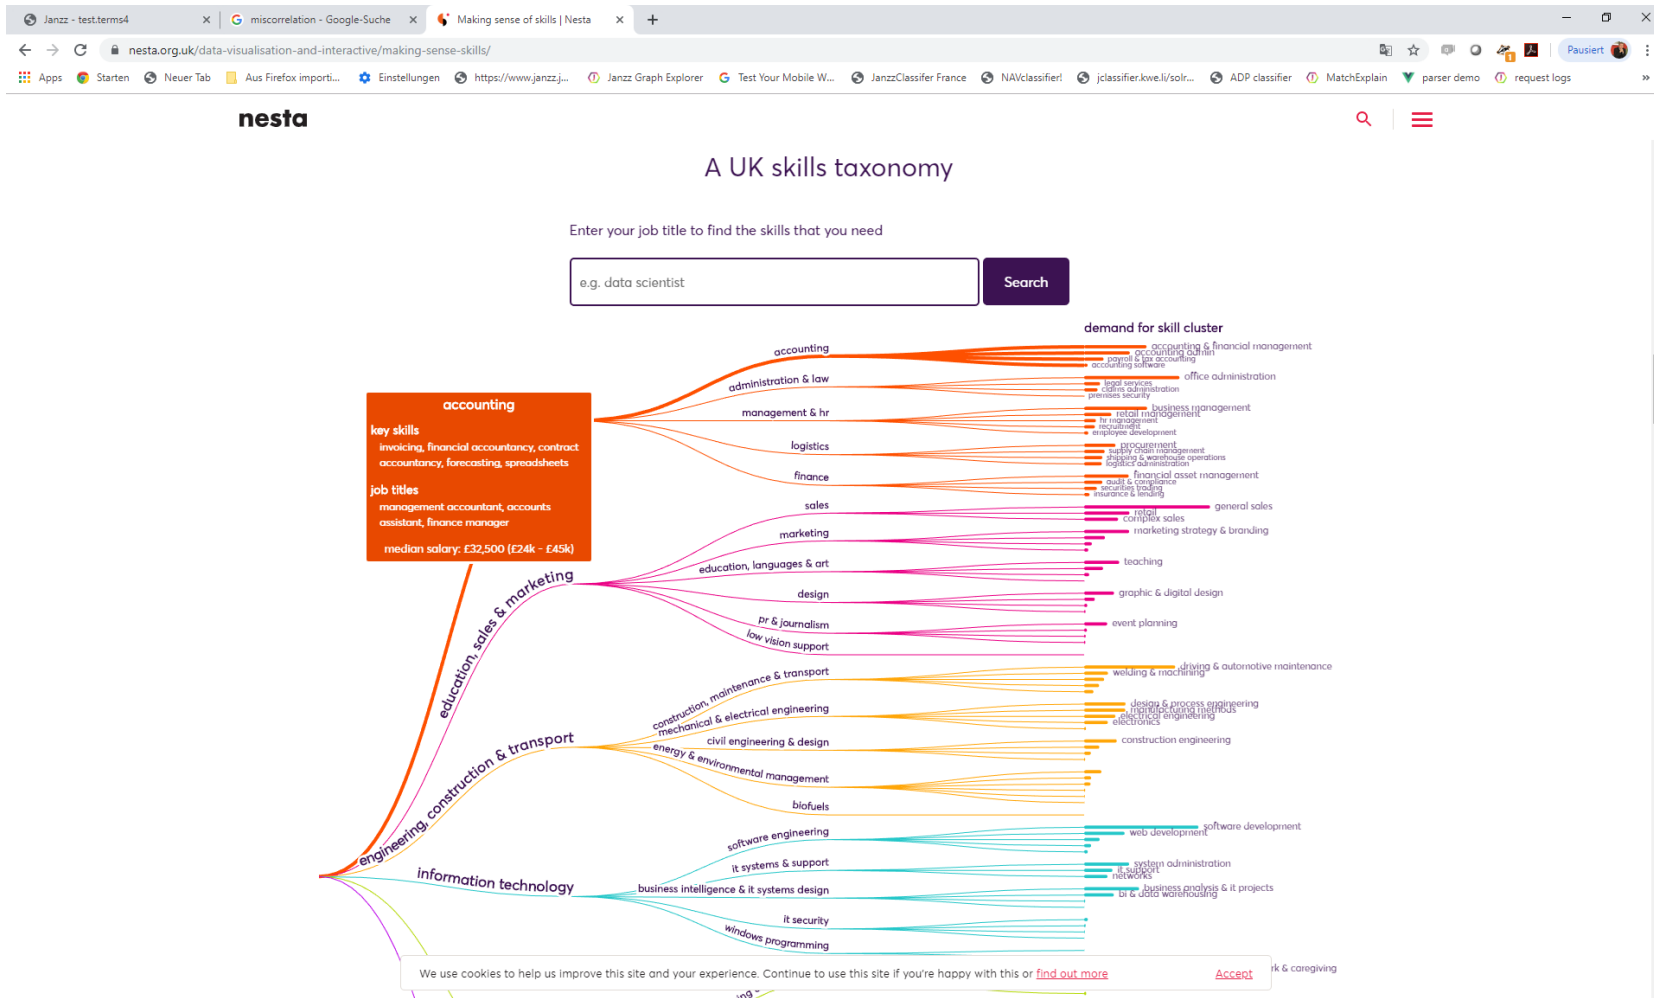 Janzz - test.terms4
miscorrelation - Google-Suche
Making sense of skills | Nesta
nesta.org.uk/data-visualisation-and-interactive/making-sense-skills/
Pausiert
Apps
Starten
Neuer Tab
Aus Firefox importi...
Einstellungen
https://www.janzz.j...
Janzz Graph Explorer
Test Your Mobile W...
JanzzClassifer France
NAVclassifier!
jclassifier.kwe.li/solr...
ADP classifier
MatchExplain
parser demo
request logs
nesta
A UK skills taxonomy
Enter your job title to find the skills that you need
e.g. data scientist
Search
demand for skill cluster
accounting
key skills
invoicing, financial accountancy, contract
accountancy, forecasting, spreadsheets
job titles
management accountant, accounts
assistant, finance manager
median salary: £32,500 (£24k - £45k)
accounting
accounting & financial management
accounting admin
payroll & tax accounting
accounting software
administration & law
office administration
legal services
claims administration
premises security
management & hr
business management
retail management
hr management
recruitment
employee development
logistics
procurement
supply chain management
shipping & warehouse operations
logistics administration
finance
financial asset management
audit & compliance
securities trading
insurance & lending
education, sales & marketing
sales
general sales
retail
complex sales
marketing
marketing strategy & branding
education, languages & art
teaching
design
graphic & digital design
pr & journalism
event planning
low vision support
engineering, construction & transport
construction, maintenance & transport
driving & automotive maintenance
welding & machining
mechanical & electrical engineering
design & process engineering
manufacturing methods
electrical engineering
electronics
civil engineering & design
construction engineering
energy & environmental management
biofuels
information technology
software engineering
software development
web development
it systems & support
system administration
it support
networks
business intelligence & it systems design
business analysis & it projects
bi & data warehousing
it security
windows programming
rk & caregiving
We use cookies to help us improve this site and your experience. Continue to use this site if you're happy with this or find out more
Accept